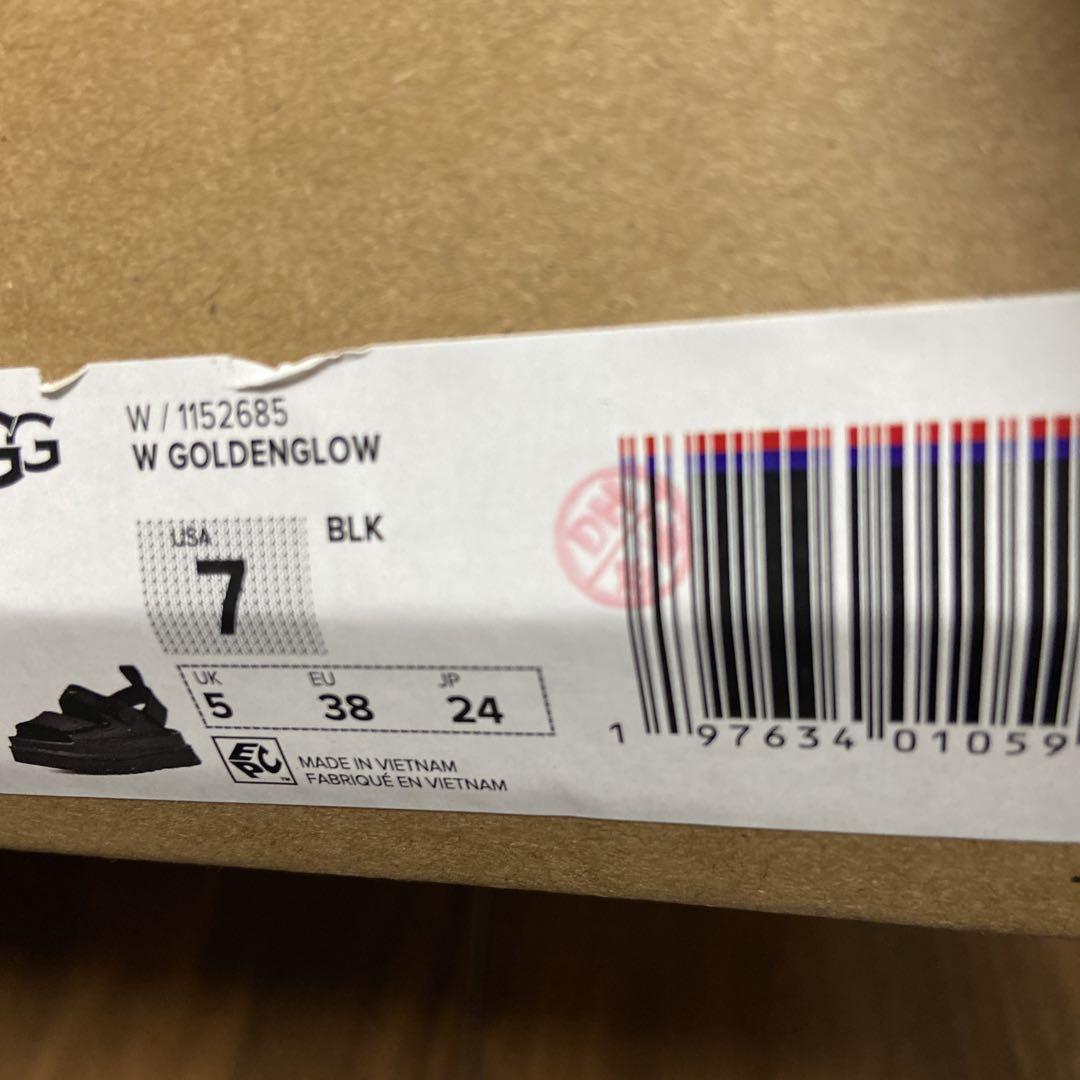 GG
W / 1152685
W GOLDENGLOW
USA
7
BLK
UK EU JP
5 38 24
EPC
MADE IN VIETNAM
FABRIQUÉ EN VIETNAM
1 97634 01059